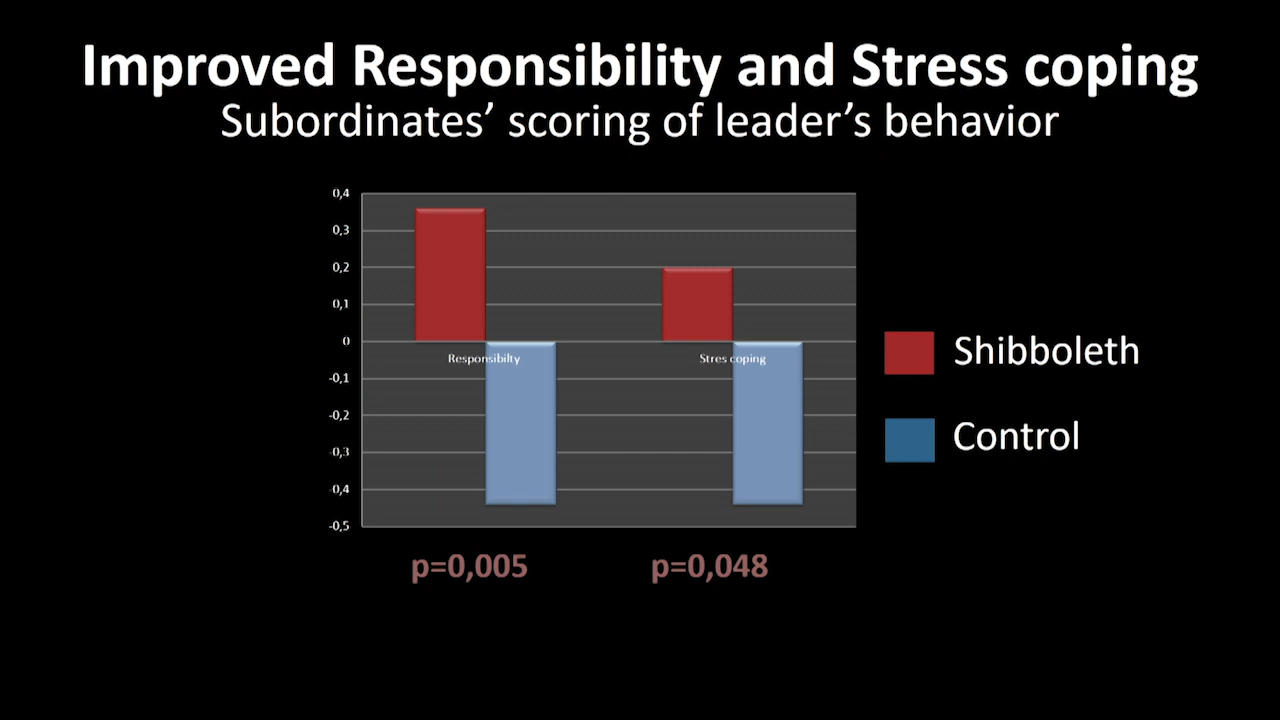 Improved Responsibility and Stress coping
Subordinates’ scoring of leader’s behavior
0,4
0,3
0,2
0,1
0
-0,1
-0,2
-0,3
-0,4
-0,5
Responsibilty
Stres coping
Shibboleth
Control
p=0,005
p=0,048